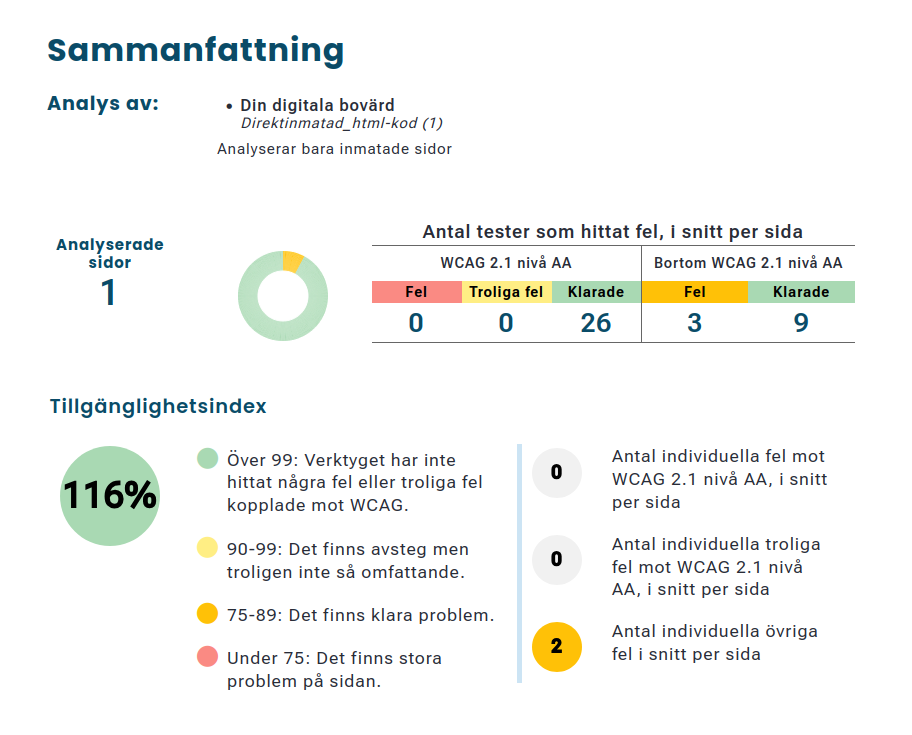 Sammanfattning
Analys av:
• Din digitala bovärd
Direktinmatad_html-kod (1)
Analyserar bara inmatade sidor
Analyserade
sidor
1
Antal tester som hittat fel, i snitt per sida
WCAG 2.1 nivå AA
Bortom WCAG 2.1 nivå AA
Fel Troliga fel Klarade Fel Klarade
0 0 26 3 9
Tillgänglighetsindex
116%
Över 99: Verktyget har inte
hittat några fel eller troliga fel
kopplade mot WCAG.
90-99: Det finns avsteg men
troligen inte så omfattande.
75-89: Det finns klara problem.
Under 75: Det finns stora
problem på sidan.
0
Antal individuella fel mot
WCAG 2.1 nivå AA, i snitt
per sida
0
Antal individuella troliga
fel mot WCAG 2.1 nivå
AA, i snitt per sida
2
Antal individuella övriga
fel i snitt per sida